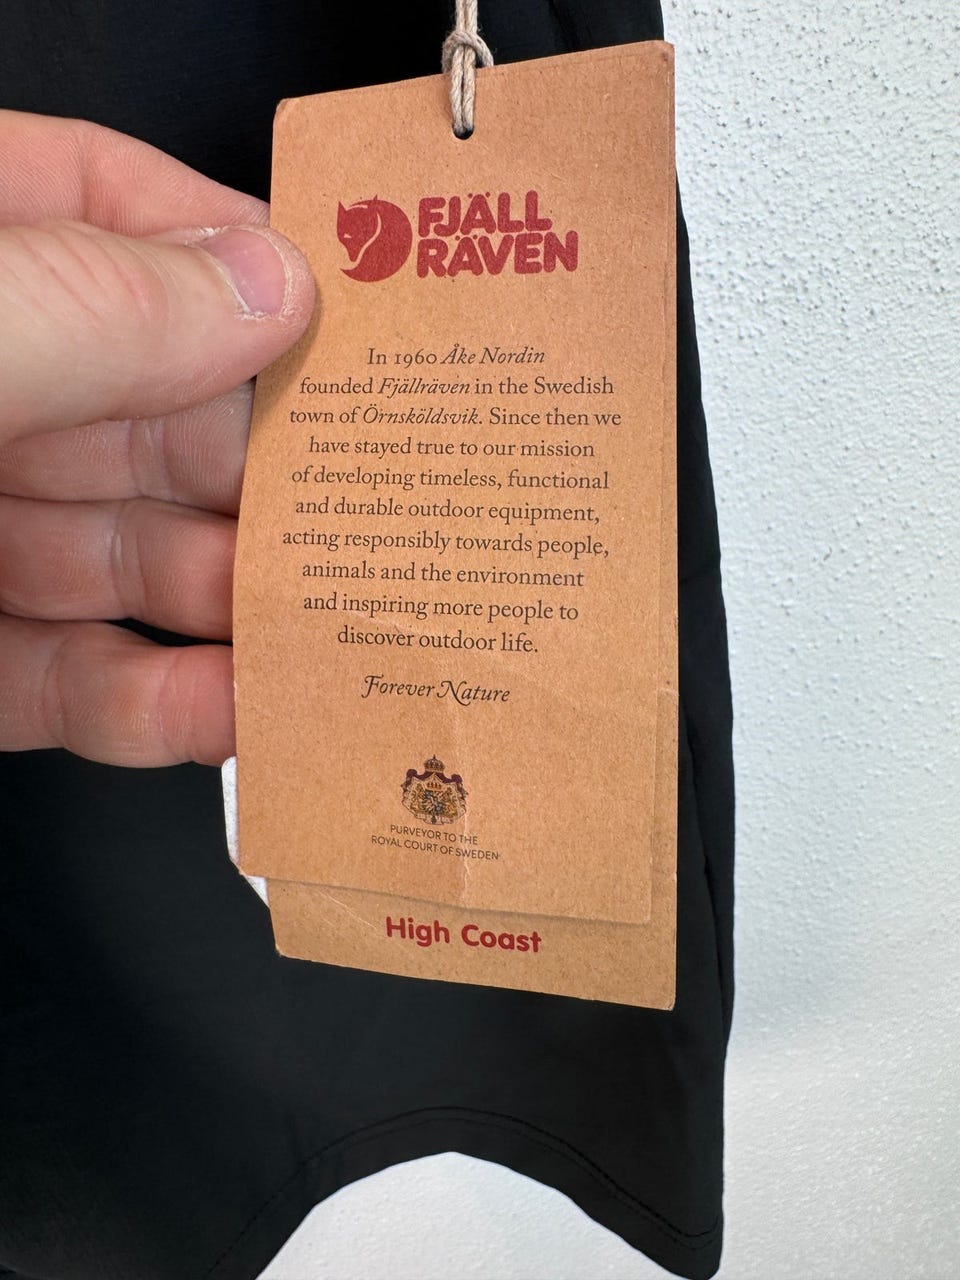 FJÄLL
RÄVEN
In 1960 Åke Nordin
founded Fjällräven in the Swedish
town of Örnsköldsvik. Since then we
have stayed true to our mission
of developing timeless, functional
and durable outdoor equipment,
acting responsibly towards people,
animals and the environment
and inspiring more people to
discover outdoor life.
Forever Nature
PURVEYOR TO THE
ROYAL COURT OF SWEDEN
High Coast